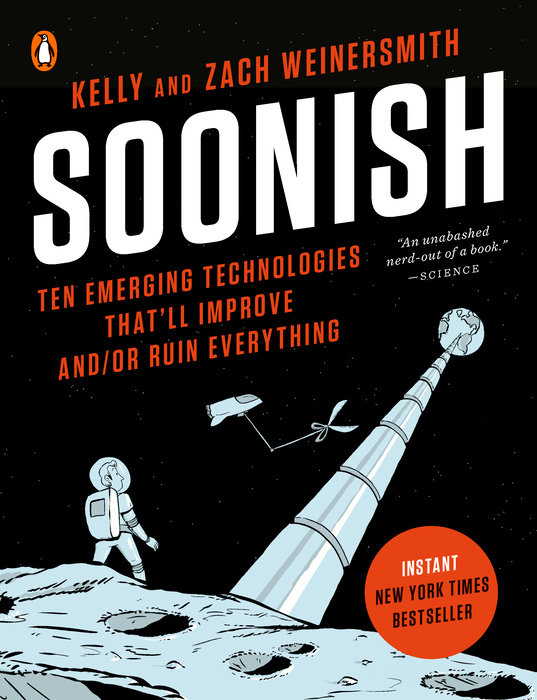 KELLY AND ZACH WEINERSMITH
SOONISH
“An unabashed
nerd-out of a book.”
—SCIENCE
TEN EMERGING TECHNOLOGIES
THAT’LL IMPROVE
AND/OR RUIN EVERYTHING
INSTANT
NEW YORK TIMES
BESTSELLER